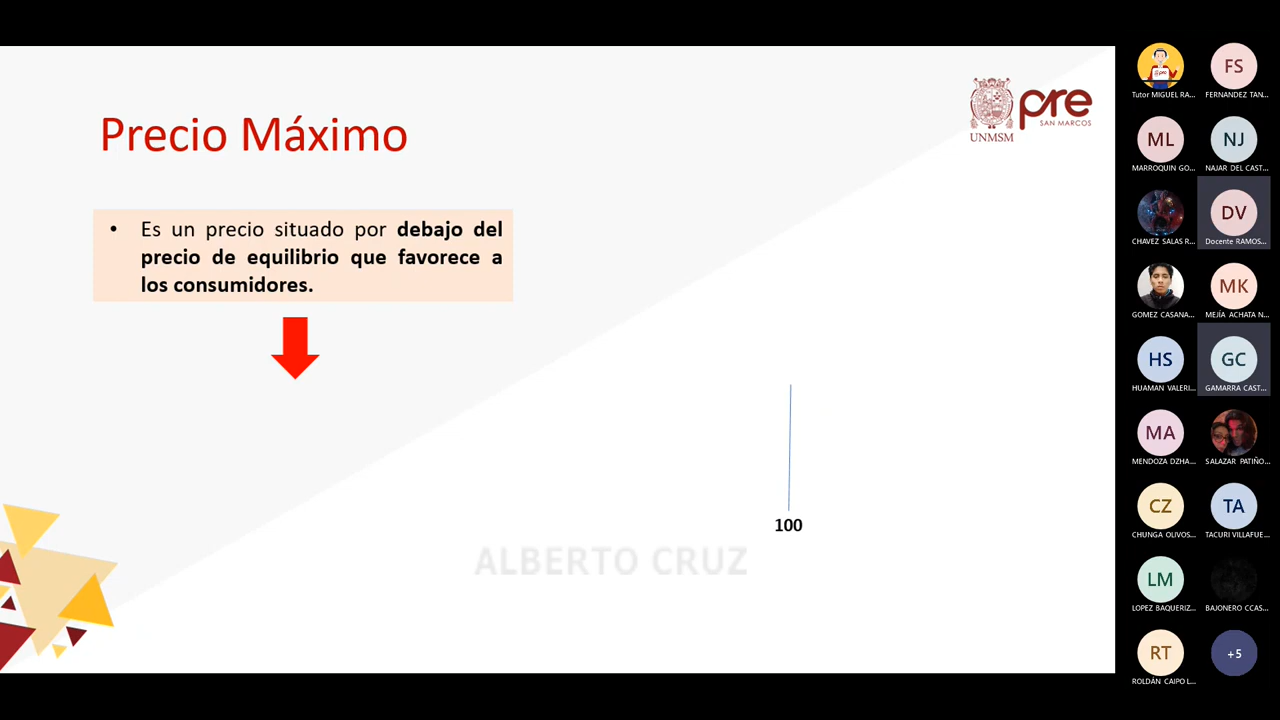 Precio Máximo
UNMSM
pre
SAN MARCOS
• Es un precio situado por debajo del
precio de equilibrio que favorece a
los consumidores.
100
ALBERTO CRUZ
Tutor MIGUEL RA...
FS
FERNANDEZ TAN...
ML
MARROQUIN GO...
NJ
NAJAR DEL CAST...
CHAVEZ SALAS R...
DV
Docente RAMOS...
GOMEZ CASANA...
MK
MEJÍA ACHATA N...
HS
HUAMAN VALERI...
GC
GAMARRA CAST...
MA
MENDOZA DZHA...
SALAZAR PATIÑO...
CZ
CHUNGA OLIVOS...
TA
TACURI VILLAFUE...
LM
LOPEZ BAQUERIZ...
BAJONERO CCAS...
RT
ROLDÁN CAIPO L...
+5